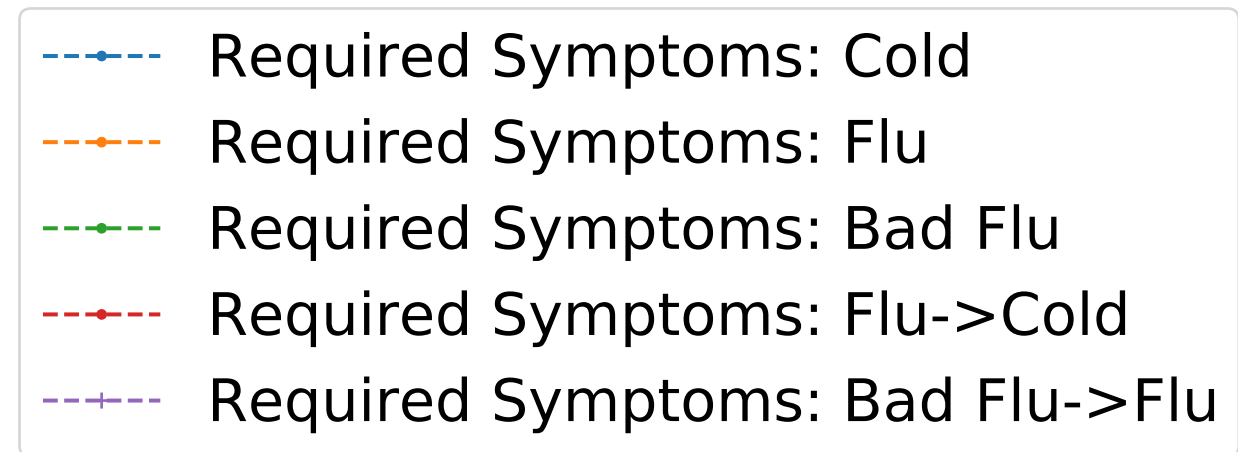 Required Symptoms: Cold
Required Symptoms: Flu
Required Symptoms: Bad Flu
Required Symptoms: Flu->Cold
Required Symptoms: Bad Flu->Flu